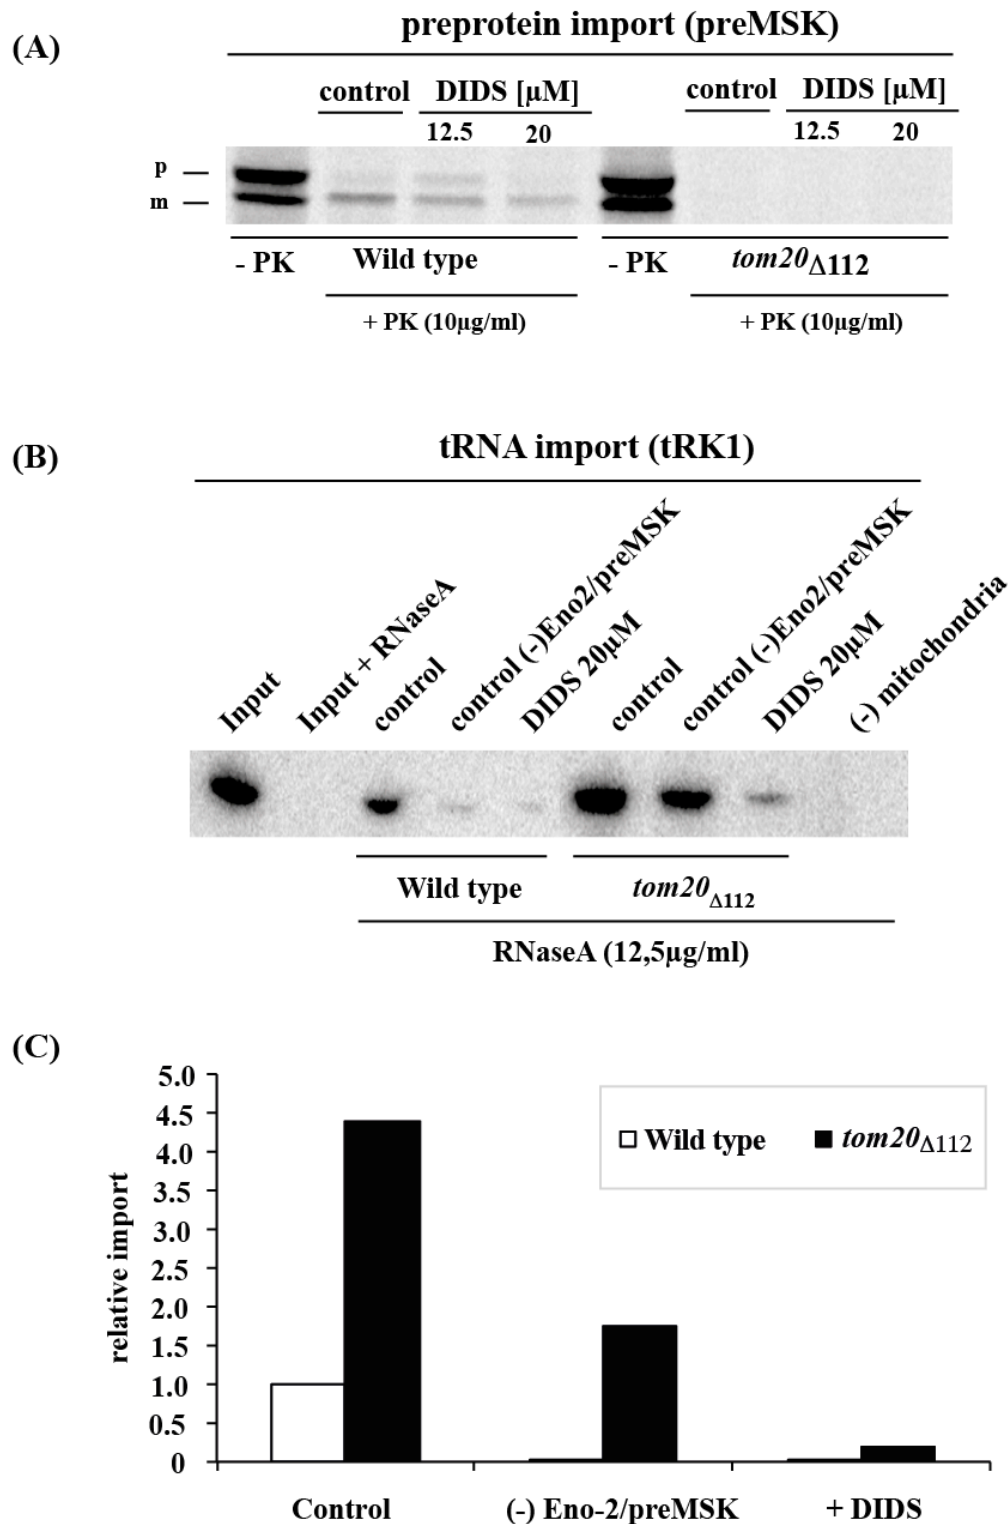 (A)
preprotein import (preMSK)
control DIDS [μM] control DIDS [μM]
12.5 20 12.5 20
p
m
- PK Wild type - PK tom20Δ112
+ PK (10μg/ml) + PK (10μg/ml)
(B)
tRNA import (tRK1)
Input
Input + RNaseA
control
control (-)Eno2/preMSK
DIDS 20μM
control
control (-)Eno2/preMSK
DIDS 20μM
(-) mitochondria
Wild type tom20Δ112
RNaseA (12,5μg/ml)
(C)
relative import
5.0
4.5
4.0
3.5
3.0
2.5
2.0
1.5
1.0
0.5
0
Wild type tom20Δ112
Control (-) Eno-2/preMSK + DIDS